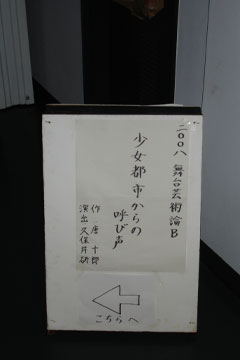 二〇〇八 舞台芸術論B
少女都市からの
呼び声
作 唐十郎
演出 久保井研
こちらへ